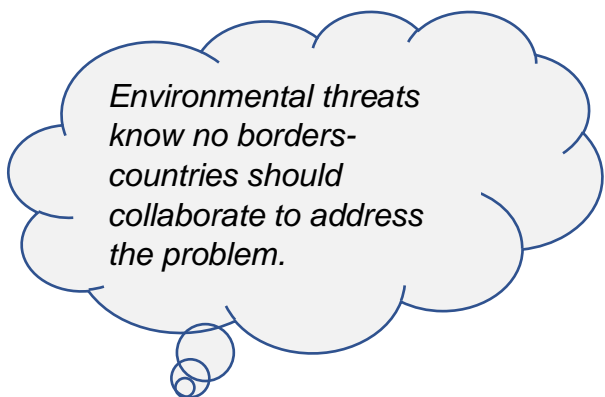 Environmental threats
know no borders-
countries should
collaborate to address
the problem.